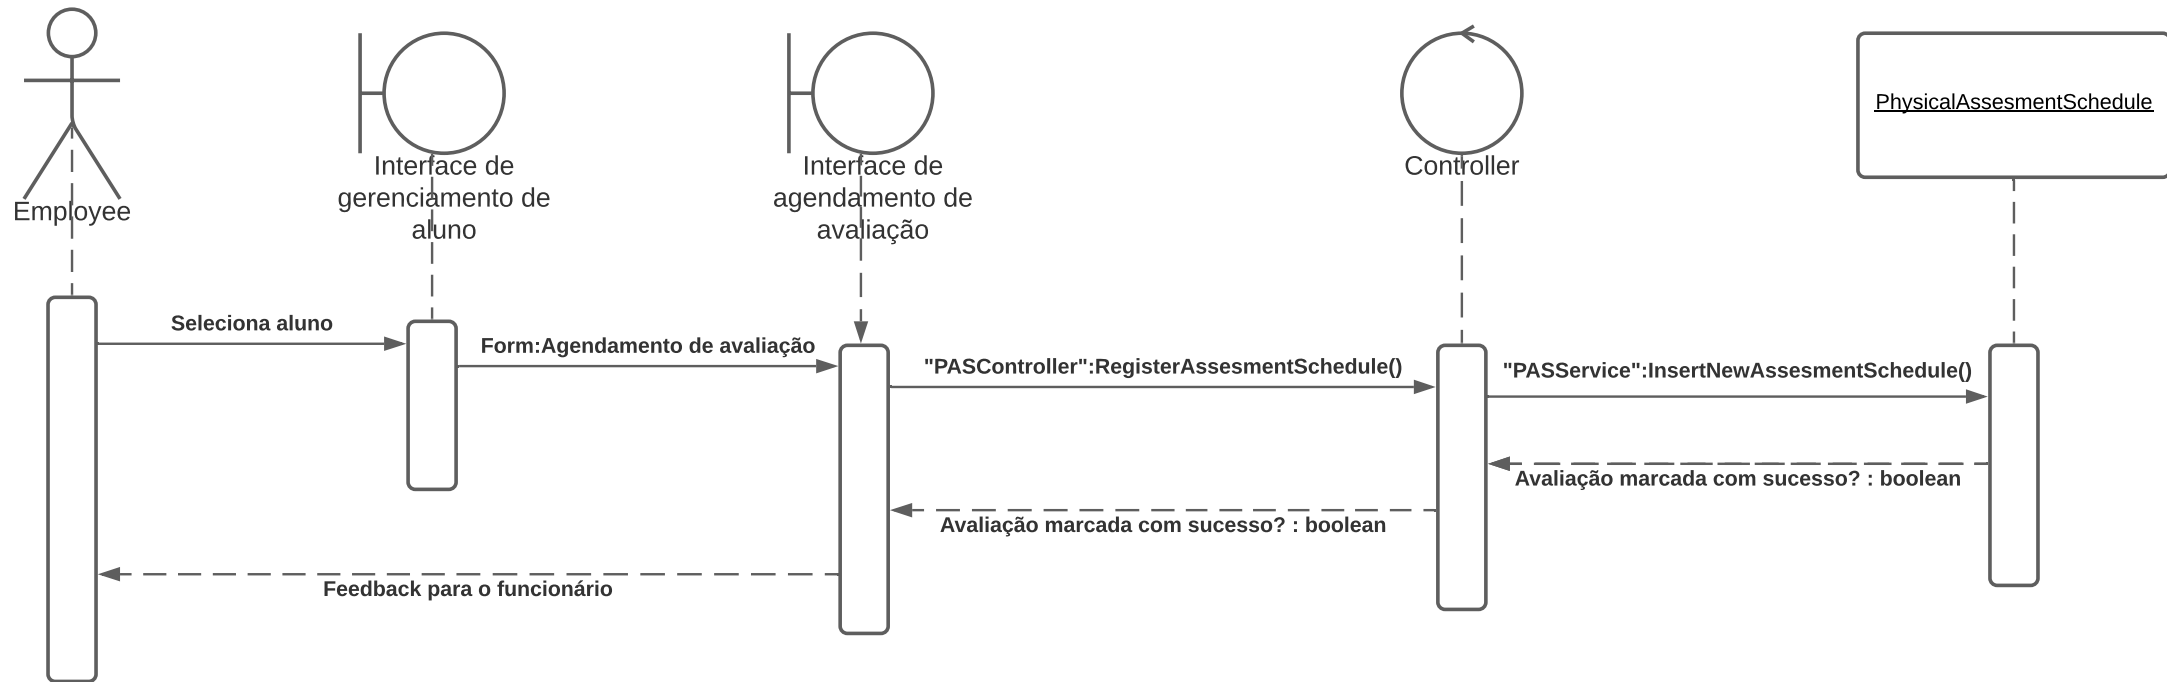 Employee
Interface de
gerenciamento de
aluno
Interface de
agendamento de
avaliação
Controller
PhysicalAssesmentSchedule
Seleciona aluno
Form:Agendamento de avaliação
"PASController":RegisterAssesmentSchedule()
"PASService":InsertNewAssesmentSchedule()
Avaliação marcada com sucesso? : boolean
Avaliação marcada com sucesso? : boolean
Feedback para o funcionário